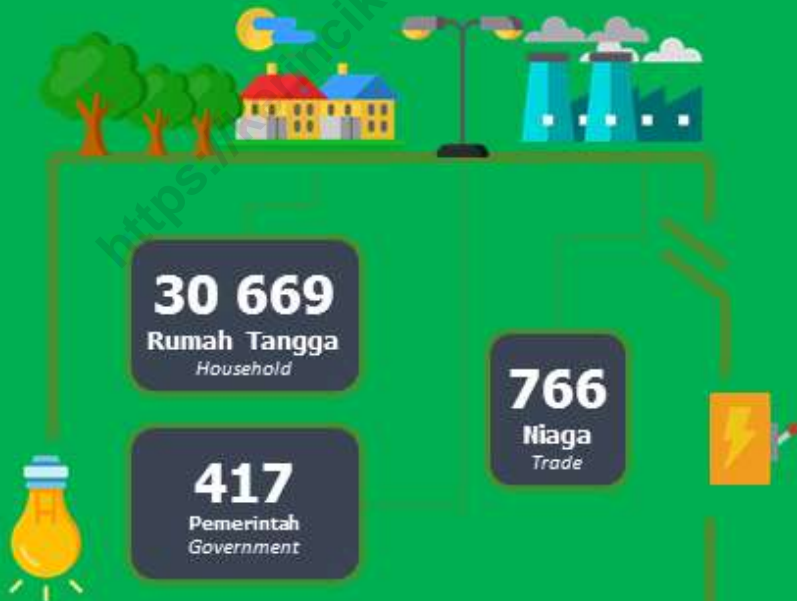 30 669
Rumah Tangga
Household
766
Niaga
Trade
417
Pemerintah
Government